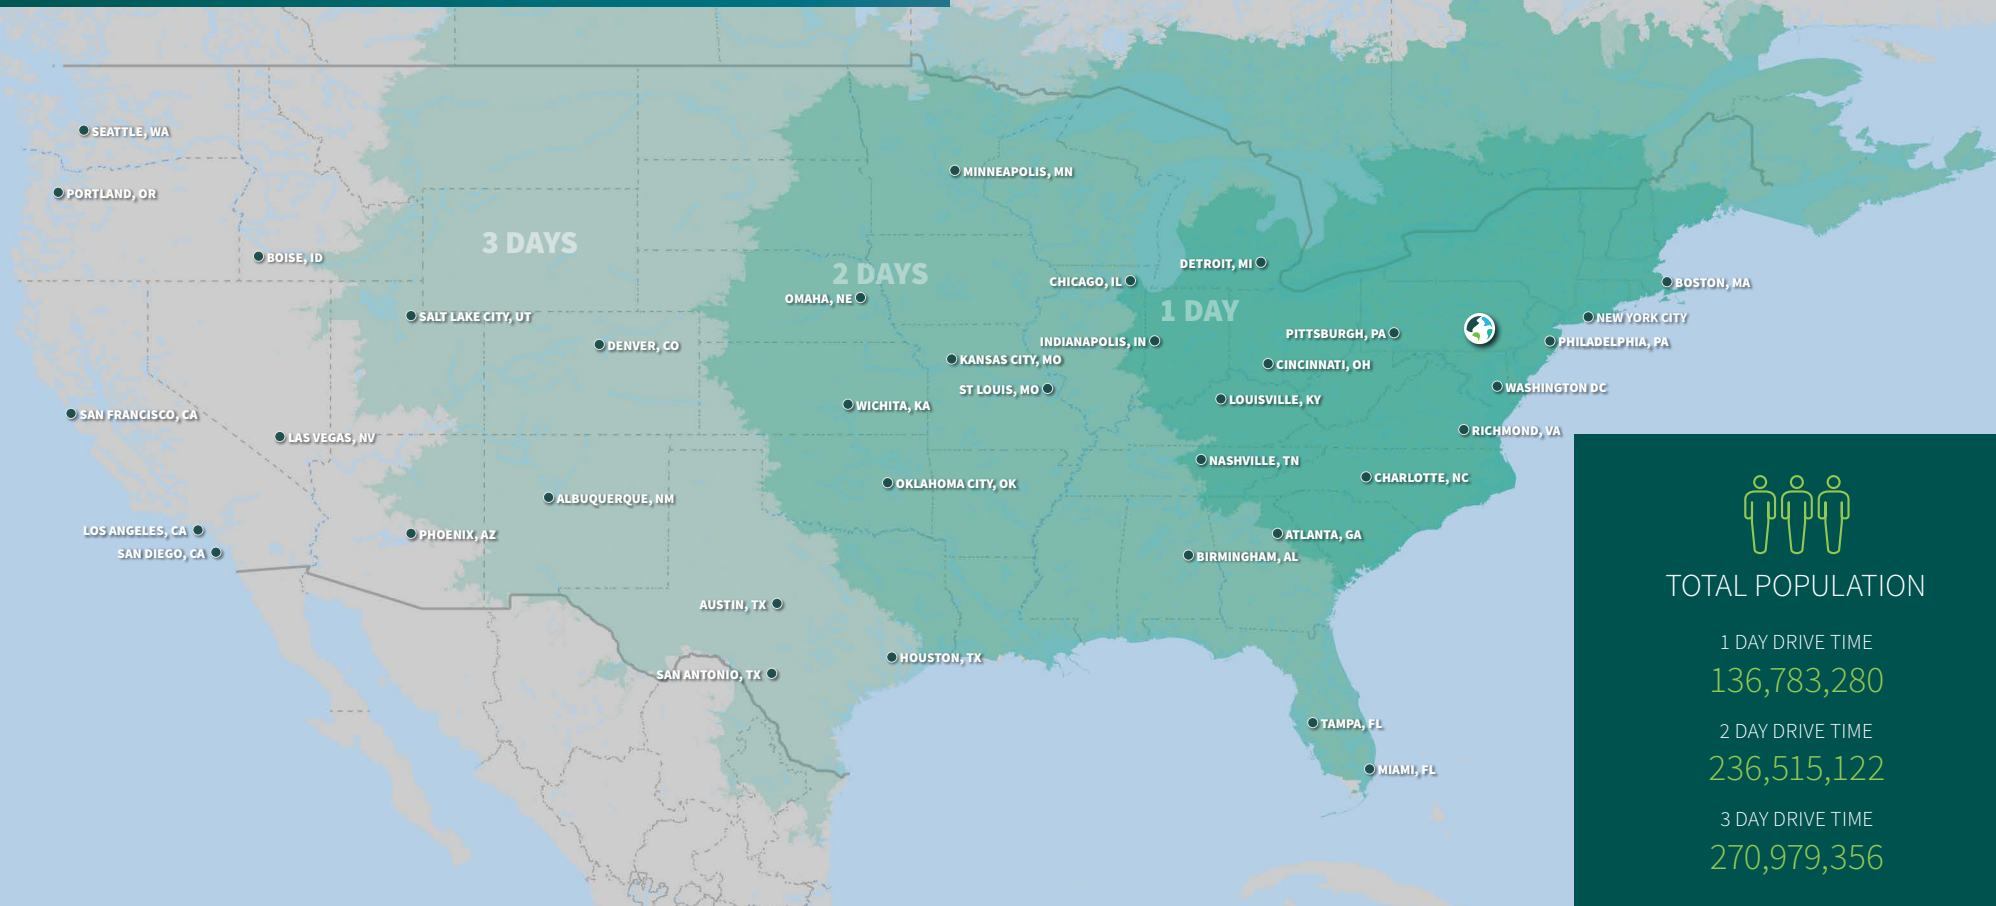 SEATTLE, WA
PORTLAND, OR
BOISE, ID
3 DAYS
SALT LAKE CITY, UT
DENVER, CO
SAN FRANCISCO, CA
LAS VEGAS, NV
ALBUQUERQUE, NM
PHOENIX, AZ
LOS ANGELES, CA
SAN DIEGO, CA
AUSTIN, TX
SAN ANTONIO, TX
HOUSTON, TX
MINNEAPOLIS, MN
2 DAYS
OMAHA, NE
CHICAGO, IL
KANSAS CITY, MO
ST LOUIS, MO
WICHITA, KA
OKLAHOMA CITY, OK
DETROIT, MI
1 DAY
INDIANAPOLIS, IN
PITTSBURGH, PA
CINCINNATI, OH
LOUISVILLE, KY
NASHVILLE, TN
CHARLOTTE, NC
ATLANTA, GA
BIRMINGHAM, AL
TAMPA, FL
MIAMI, FL
BOSTON, MA
NEW YORK CITY
PHILADELPHIA, PA
WASHINGTON DC
RICHMOND, VA
TOTAL POPULATION
1 DAY DRIVE TIME
136,783,280
2 DAY DRIVE TIME
236,515,122
3 DAY DRIVE TIME
270,979,356